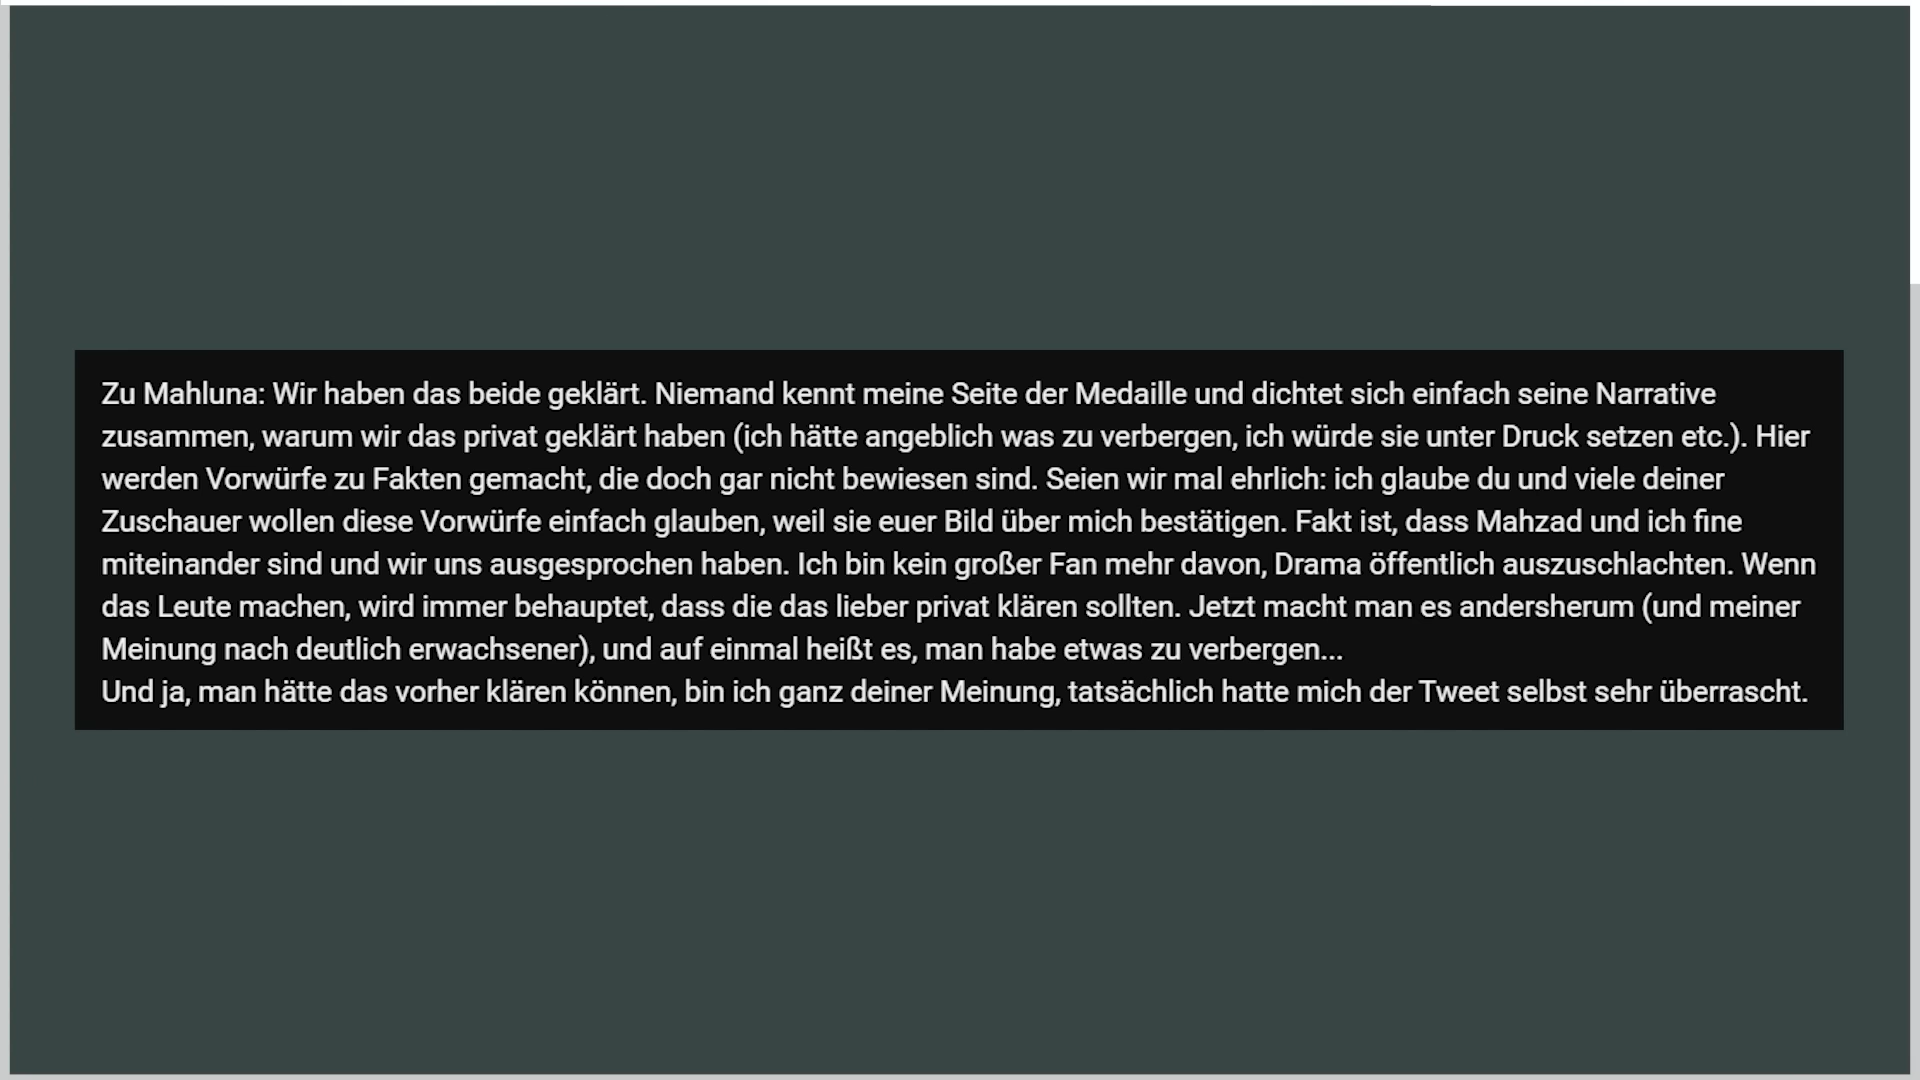 Zu Mahluna: Wir haben das beide geklärt. Niemand kennt meine Seite der Medaille und dichtet sich einfach seine Narrative
zusammen, warum wir das privat geklärt haben (ich hätte angeblich was zu verbergen, ich würde sie unter Druck setzen etc.). Hier
werden Vorwürfe zu Fakten gemacht, die doch gar nicht bewiesen sind. Seien wir mal ehrlich: ich glaube du und viele deiner
Zuschauer wollen diese Vorwürfe einfach glauben, weil sie euer Bild über mich bestätigen. Fakt ist, dass Mahzad und ich fine
miteinander sind und wir uns ausgesprochen haben. Ich bin kein großer Fan mehr davon, Drama öffentlich auszuschlachten. Wenn
das Leute machen, wird immer behauptet, dass die das lieber privat klären sollten. Jetzt macht man es andersherum (und meiner
Meinung nach deutlich erwachsener), und auf einmal heißt es, man habe etwas zu verbergen...
Und ja, man hätte das vorher klären können, bin ich ganz deiner Meinung, tatsächlich hatte mich der Tweet selbst sehr überrascht.